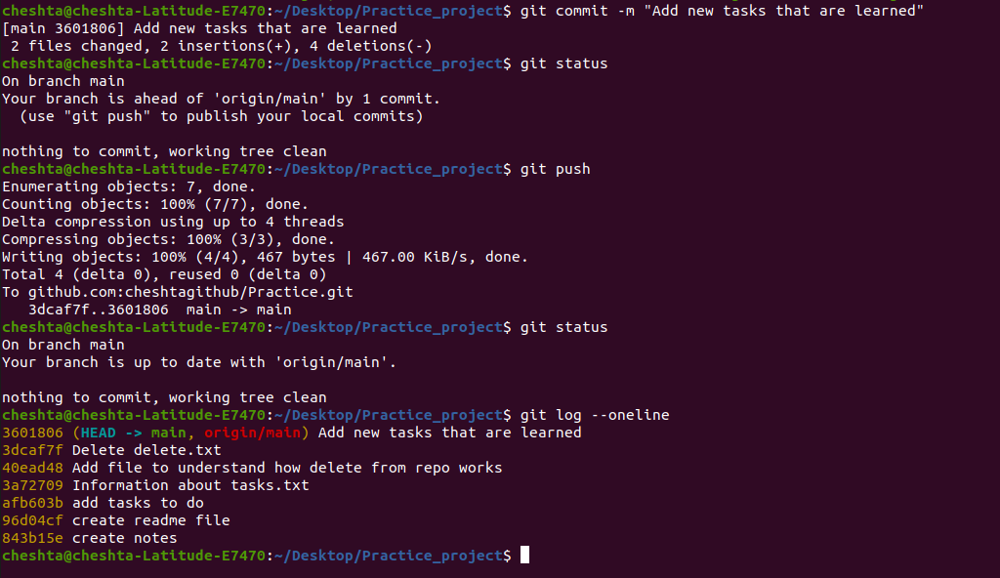 cheshta@cheshta-Latitude-E7470:~/Desktop/Practice_project$ git commit -m "Add new tasks that are learned"
[main 3601806] Add new tasks that are learned
 2 files changed, 2 insertions(+), 4 deletions(-)
cheshta@cheshta-Latitude-E7470:~/Desktop/Practice_project$ git status
On branch main
Your branch is ahead of 'origin/main' by 1 commit.
  (use "git push" to publish your local commits)

nothing to commit, working tree clean
cheshta@cheshta-Latitude-E7470:~/Desktop/Practice_project$ git push
Enumerating objects: 7, done.
Counting objects: 100% (7/7), done.
Delta compression using up to 4 threads
Compressing objects: 100% (3/3), done.
Writing objects: 100% (4/4), 467 bytes | 467.00 KiB/s, done.
Total 4 (delta 0), reused 0 (delta 0)
To github.com:cheshtagithub/Practice.git
   3dcaf7f..3601806  main -> main
cheshta@cheshta-Latitude-E7470:~/Desktop/Practice_project$ git status
On branch main
Your branch is up to date with 'origin/main'.

nothing to commit, working tree clean
cheshta@cheshta-Latitude-E7470:~/Desktop/Practice_project$ git log --oneline
3601806 (HEAD -> main, origin/main) Add new tasks that are learned
3dcaf7f Delete delete.txt
40ead48 Add file to understand how delete from repo works
3a72709 Information about tasks.txt
afb603b add tasks to do
96d04cf create readme file
843b15e create notes
cheshta@cheshta-Latitude-E7470:~/Desktop/Practice_project$